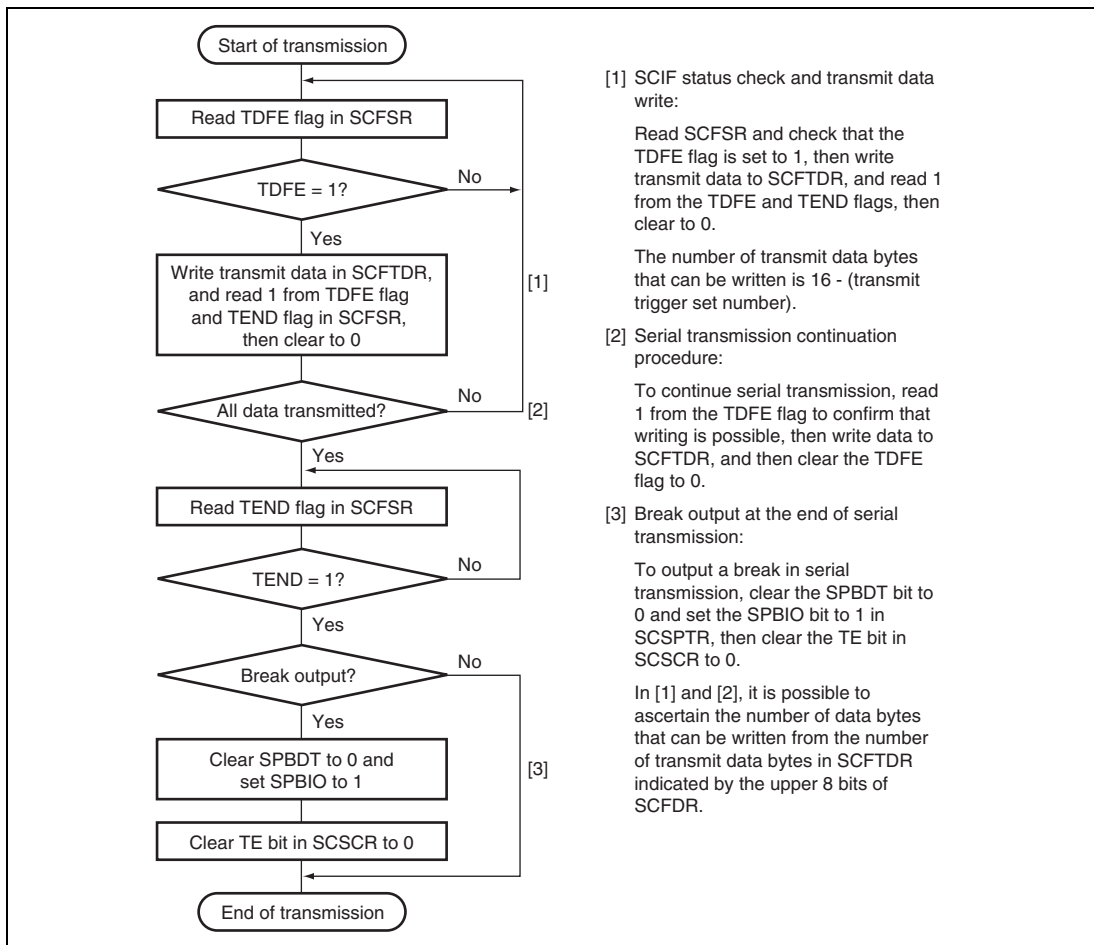 Start of transmission
Read TDFE flag in SCFSR
TDFE = 1?
No
Yes
Write transmit data in SCFTDR,
and read 1 from TDFE flag
and TEND flag in SCFSR,
then clear to 0
[1]
All data transmitted?
No
[2]
Yes
Read TEND flag in SCFSR
TEND = 1?
No
Yes
Break output?
No
Yes
Clear SPBDT to 0 and
set SPBIO to 1
[3]
Clear TE bit in SCSCR to 0
End of transmission
[1] SCIF status check and transmit data
write:
Read SCFSR and check that the
TDFE flag is set to 1, then write
transmit data to SCFTDR, and read 1
from the TDFE and TEND flags, then
clear to 0.
The number of transmit data bytes
that can be written is 16 - (transmit
trigger set number).
[2] Serial transmission continuation
procedure:
To continue serial transmission, read
1 from the TDFE flag to confirm that
writing is possible, then write data to
SCFTDR, and then clear the TDFE
flag to 0.
[3] Break output at the end of serial
transmission:
To output a break in serial
transmission, clear the SPBDT bit to
0 and set the SPBIO bit to 1 in
SCSPTR, then clear the TE bit in
SCSCR to 0.
In [1] and [2], it is possible to
ascertain the number of data bytes
that can be written from the number
of transmit data bytes in SCFTDR
indicated by the upper 8 bits of
SCFDR.